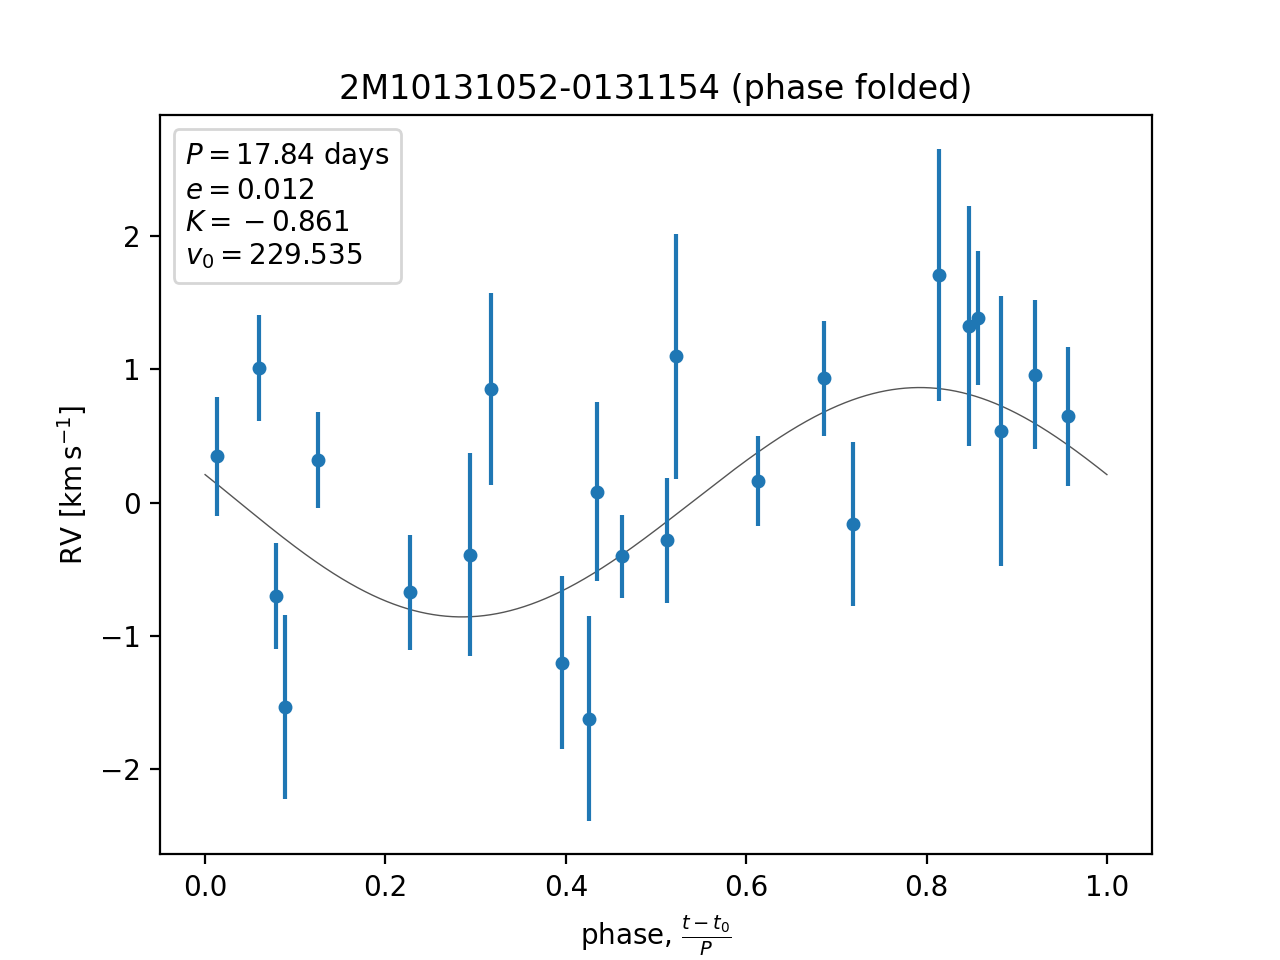 2M10131052-0131154 (phase folded)
P = 17.84 days
e = 0.012
K = −0.861
v₀ = 229.535
2
1
0
−1
−2
RV [km s⁻¹]
0.0 0.2 0.4 0.6 0.8 1.0
phase, (t − t₀)/P